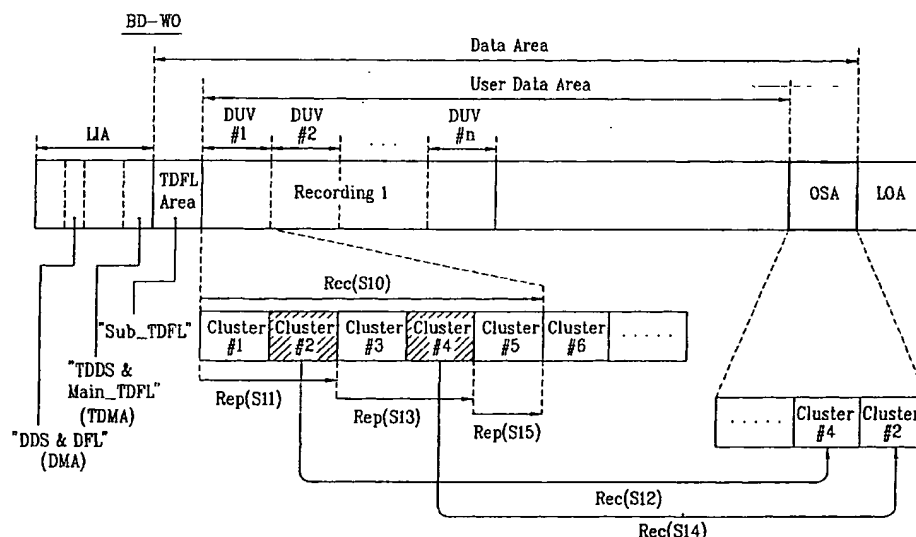 BD-WO
Data Area
User Data Area
LIA
DUV #1
DUV #2
. . . .
DUV #n
TDFL Area
Recording 1
OSA
LOA
Rec(S10)
"Sub_TDFL"
Cluster #1
Cluster #2
Cluster #3
Cluster #4
Cluster #5
Cluster #6
. . . . .
"TDDS & Main_TDFL" (TDMA)
Rep(S11)
Rep(S13)
Rep(S15)
"DDS & DFL" (DMA)
. . . . .
Cluster #4
Cluster #2
Rec(S12)
Rec(S14)